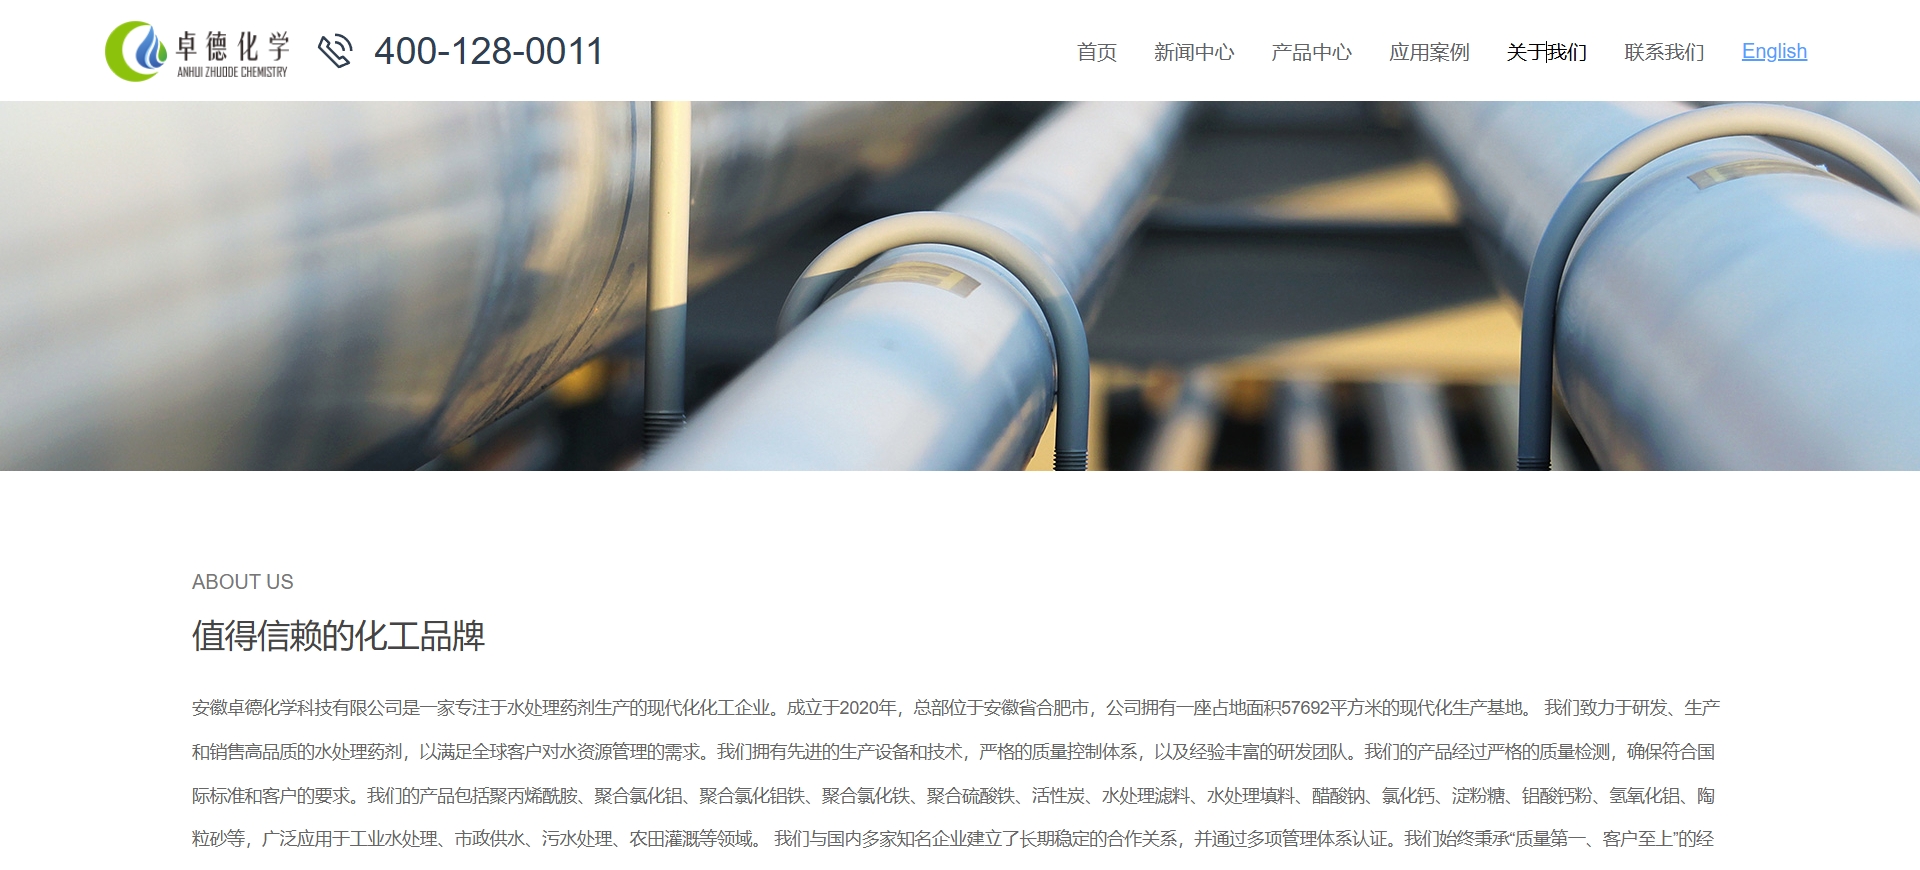 卓德化学
ANHUI ZHUODE CHEMISTRY
400-128-0011
首页 新闻中心 产品中心 应用案例 关于我们 联系我们 English
ABOUT US
值得信赖的化工品牌
安徽卓德化学科技有限公司是一家专注于水处理药剂生产的现代化化工企业。成立于2020年，总部位于安徽省合肥市，公司拥有一座占地面积57692平方米的现代化生产基地。 我们致力于研发、生产
和销售高品质的水处理药剂，以满足全球客户对水资源管理的需求。我们拥有先进的生产设备和技术，严格的质量控制体系，以及经验丰富的研发团队。我们的产品经过严格的质量检测，确保符合国
际标准和客户的要求。我们的产品包括聚丙烯酰胺、聚合氯化铝、聚合氯化铝铁、聚合氯化铁、聚合硫酸铁、活性炭、水处理滤料、水处理填料、醋酸钠、氯化钙、淀粉糖、铝酸钙粉、氢氧化铝、陶
粒砂等，广泛应用于工业水处理、市政供水、污水处理、农田灌溉等领域。 我们与国内多家知名企业建立了长期稳定的合作关系，并通过多项管理体系认证。我们始终秉承“质量第一、客户至上”的经